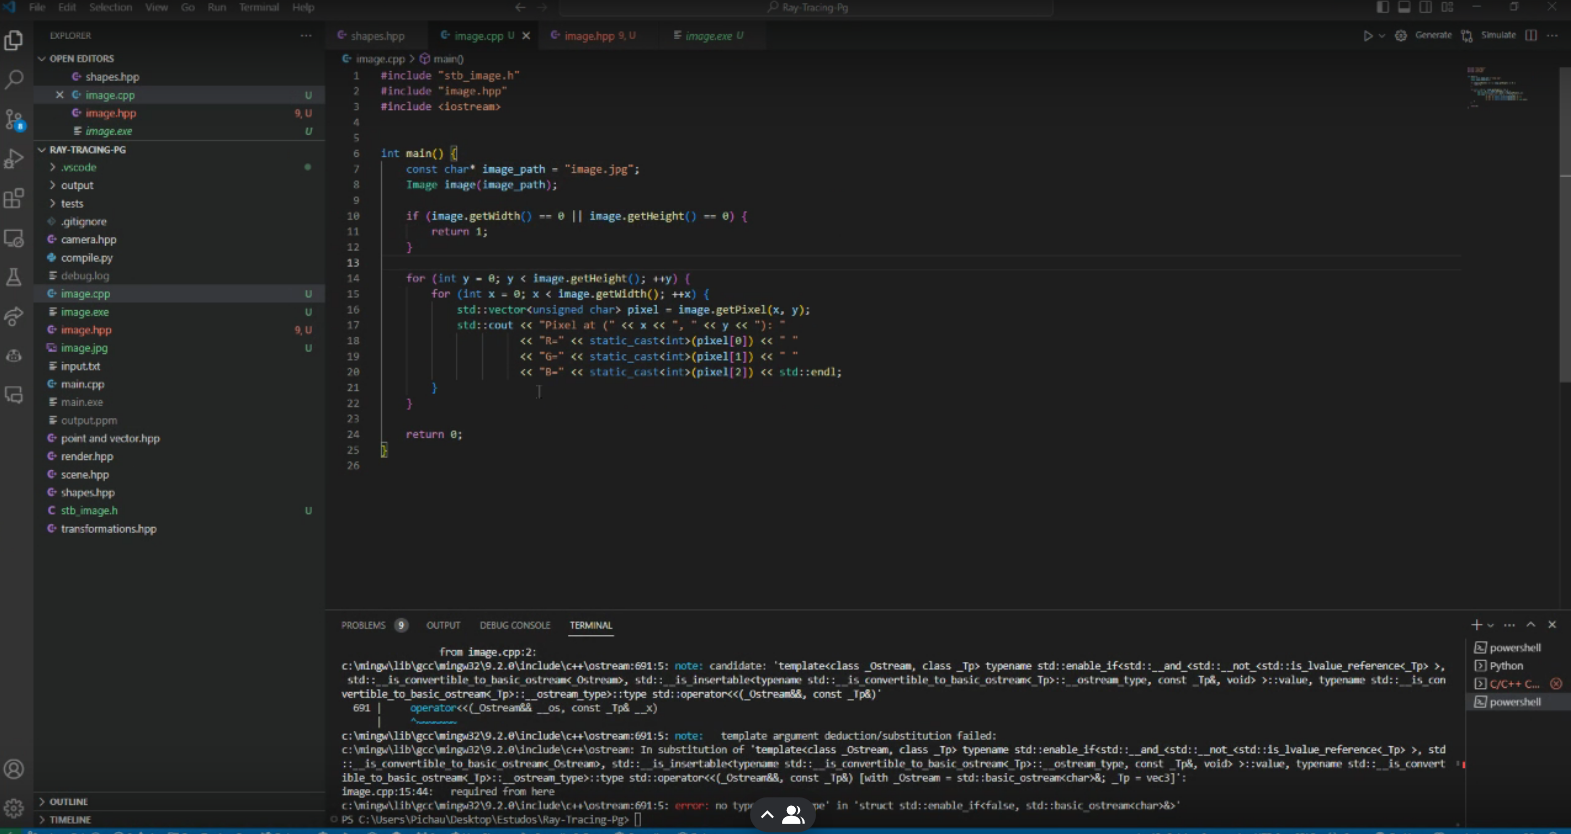 File Edit Selection View Go Run Terminal Help
Ray-Tracing-Pg
EXPLORER
OPEN EDITORS
shapes.hpp
image.cpp U
image.hpp 9, U
image.exe U
RAY-TRACING-PG
.vscode
output
tests
.gitignore
camera.hpp
compile.py
debug.log
image.cpp U
image.exe U
image.hpp 9, U
image.jpg U
input.txt
main.cpp
main.exe
output.ppm
point and vector.hpp
render.hpp
scene.hpp
shapes.hpp
stb_image.h U
transformations.hpp
OUTLINE
TIMELINE
8
shapes.hpp image.cpp U image.hpp 9, U image.exe U
Generate Simulate
image.cpp > main()
1 #include "stb_image.h"
2 #include "image.hpp"
3 #include <iostream>
4
5
6 int main() {
7 const char* image_path = "image.jpg";
8 Image image(image_path);
9
10 if (image.getWidth() == 0 || image.getHeight() == 0) {
11 return 1;
12 }
13
14 for (int y = 0; y < image.getHeight(); ++y) {
15 for (int x = 0; x < image.getWidth(); ++x) {
16 std::vector<unsigned char> pixel = image.getPixel(x, y);
17 std::cout << "Pixel at (" << x << ", " << y << "): "
18 << "R=" << static_cast<int>(pixel[0]) << " "
19 << "G=" << static_cast<int>(pixel[1]) << " "
20 << "B=" << static_cast<int>(pixel[2]) << std::endl;
21 }
22 }
23
24 return 0;
25 }
26
PROBLEMS 9 OUTPUT DEBUG CONSOLE TERMINAL
from image.cpp:2:
c:\mingw\lib\gcc\mingw32\9.2.0\include\c++\ostream:691:5: note: candidate: 'template<class _Ostream, class _Tp> typename std::enable_if<std::__and_<std::__not_<std::is_lvalue_reference<_Tp> >,
std::__is_convertible_to_basic_ostream<_Ostream>, std::__is_insertable<typename std::__is_convertible_to_basic_ostream<_Tp>::__ostream_type, const _Tp&, void> >::value, typename std::__is_con
vertible_to_basic_ostream<_Tp>::__ostream_type>::type std::operator<<(_Ostream&&, const _Tp&)'
691 | operator<<(_Ostream&& __os, const _Tp& __x)
| ^~~~~~~~
c:\mingw\lib\gcc\mingw32\9.2.0\include\c++\ostream:691:5: note: template argument deduction/substitution failed:
c:\mingw\lib\gcc\mingw32\9.2.0\include\c++\ostream: In substitution of 'template<class _Ostream, class _Tp> typename std::enable_if<std::__and_<std::__not_<std::is_lvalue_reference<_Tp> >, std
::__is_convertible_to_basic_ostream<_Ostream>, std::__is_insertable<typename std::__is_convertible_to_basic_ostream<_Tp>::__ostream_type, const _Tp&, void> >::value, typename std::__is_convert
ible_to_basic_ostream<_Tp>::__ostream_type>::type std::operator<<(_Ostream&&, const _Tp&) [with _Ostream = std::basic_ostream<char>&; _Tp = vec3]':
image.cpp:15:44: required from here
c:\mingw\lib\gcc\mingw32\9.2.0\include\c++\ostream:691:5: error: no type' in 'struct std::enable_if<false, std::basic_ostream<char>&>'
PS C:\Users\Pichau\Desktop\Estudos\Ray-Tracing-Pg>
powershell
Python
C/C++ C...
powershell